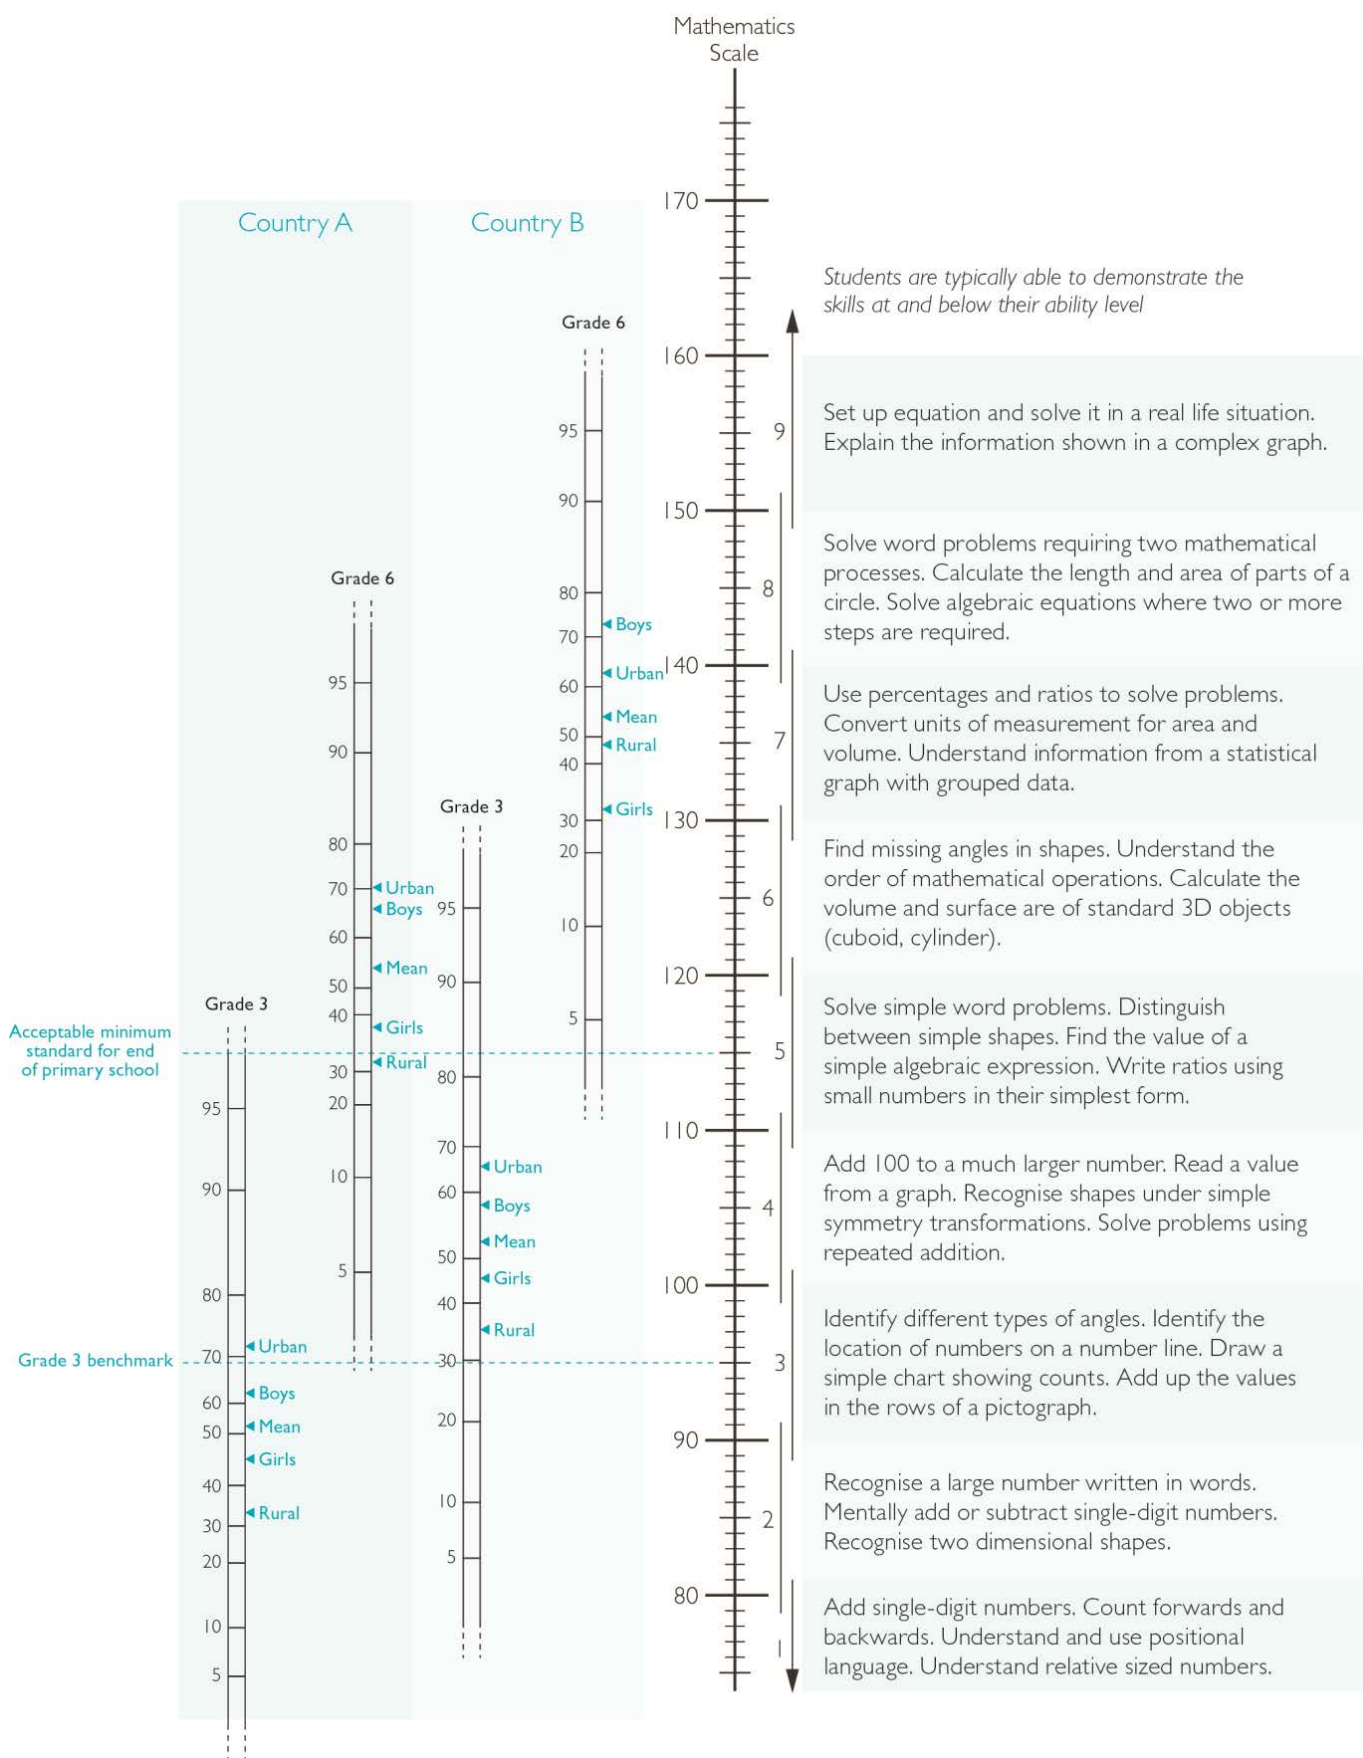 Mathematics
Scale
Country A
Country B
Grade 3
95
90
80
70
60
50
40
30
20
10
5
Urban
Boys
Mean
Girls
Rural
Grade 6
95
90
80
70
60
50
40
30
20
10
5
Urban
Boys
Mean
Girls
Rural
Grade 3
95
90
80
70
60
50
40
30
20
10
5
Urban
Boys
Mean
Girls
Rural
Grade 6
95
90
80
70
60
50
40
30
20
10
5
Boys
Urban
Mean
Rural
Girls
Acceptable minimum
standard for end
of primary school
Grade 3 benchmark
170
160
150
140
130
120
110
100
90
80
Students are typically able to demonstrate the
skills at and below their ability level
9
Set up equation and solve it in a real life situation.
Explain the information shown in a complex graph.
8
Solve word problems requiring two mathematical
processes. Calculate the length and area of parts of a
circle. Solve algebraic equations where two or more
steps are required.
7
Use percentages and ratios to solve problems.
Convert units of measurement for area and
volume. Understand information from a statistical
graph with grouped data.
6
Find missing angles in shapes. Understand the
order of mathematical operations. Calculate the
volume and surface are of standard 3D objects
(cuboid, cylinder).
5
Solve simple word problems. Distinguish
between simple shapes. Find the value of a
simple algebraic expression. Write ratios using
small numbers in their simplest form.
4
Add 100 to a much larger number. Read a value
from a graph. Recognise shapes under simple
symmetry transformations. Solve problems using
repeated addition.
3
Identify different types of angles. Identify the
location of numbers on a number line. Draw a
simple chart showing counts. Add up the values
in the rows of a pictograph.
2
Recognise a large number written in words.
Mentally add or subtract single-digit numbers.
Recognise two dimensional shapes.
1
Add single-digit numbers. Count forwards and
backwards. Understand and use positional
language. Understand relative sized numbers.